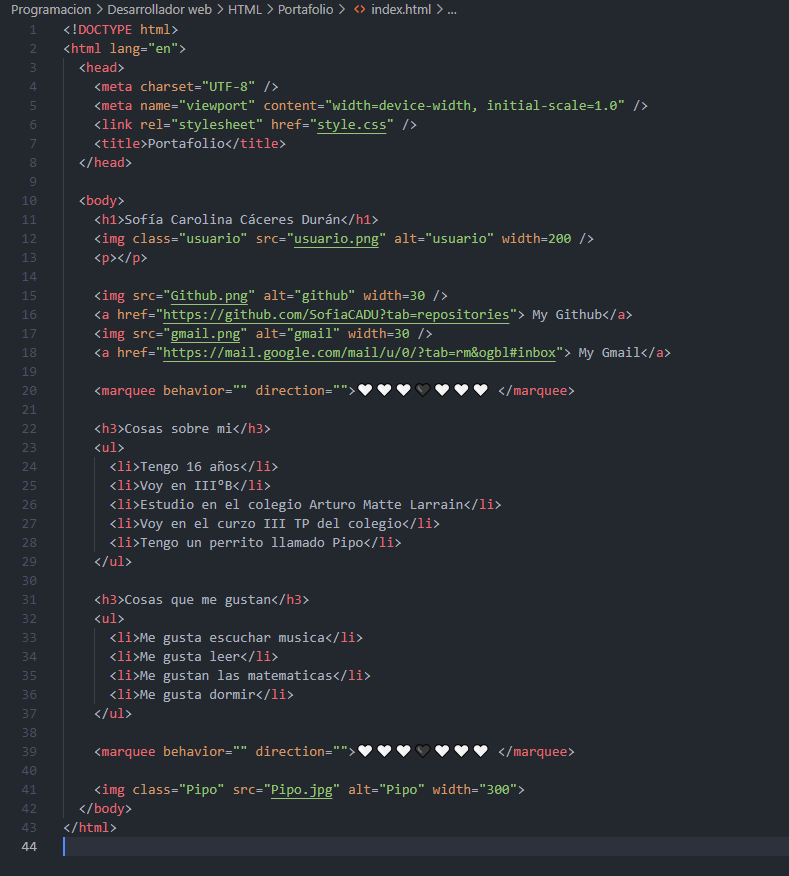 Programacion > Desarrollador web > HTML > Portafolio > <> index.html > ...
1 <!DOCTYPE html>
2 <html lang="en">
3   <head>
4     <meta charset="UTF-8" />
5     <meta name="viewport" content="width=device-width, initial-scale=1.0" />
6     <link rel="stylesheet" href="style.css" />
7     <title>Portafolio</title>
8   </head>
9
10   <body>
11     <h1>Sofía Carolina Cáceres Durán</h1>
12     <img class="usuario" src="usuario.png" alt="usuario" width=200 />
13     <p></p>
14
15     <img src="Github.png" alt="github" width=30 />
16     <a href="https://github.com/SofiaCADU?tab=repositories"> My Github</a>
17     <img src="gmail.png" alt="gmail" width=30 />
18     <a href="https://mail.google.com/mail/u/0/?tab=rm&ogbl#inbox"> My Gmail</a>
19
20     <marquee behavior="" direction="">🤍🤍🤍🖤🤍🤍🤍 </marquee>
21
22     <h3>Cosas sobre mi</h3>
23     <ul>
24       <li>Tengo 16 años</li>
25       <li>Voy en IIIºB</li>
26       <li>Estudio en el colegio Arturo Matte Larrain</li>
27       <li>Voy en el curzo III TP del colegio</li>
28       <li>Tengo un perrito llamado Pipo</li>
29     </ul>
30
31     <h3>Cosas que me gustan</h3>
32     <ul>
33       <li>Me gusta escuchar musica</li>
34       <li>Me gusta leer</li>
35       <li>Me gustan las matematicas</li>
36       <li>Me gusta dormir</li>
37     </ul>
38
39     <marquee behavior="" direction="">🤍🤍🤍🖤🤍🤍🤍 </marquee>
40
41     <img class="Pipo" src="Pipo.jpg" alt="Pipo" width="300">
42   </body>
43 </html>
44